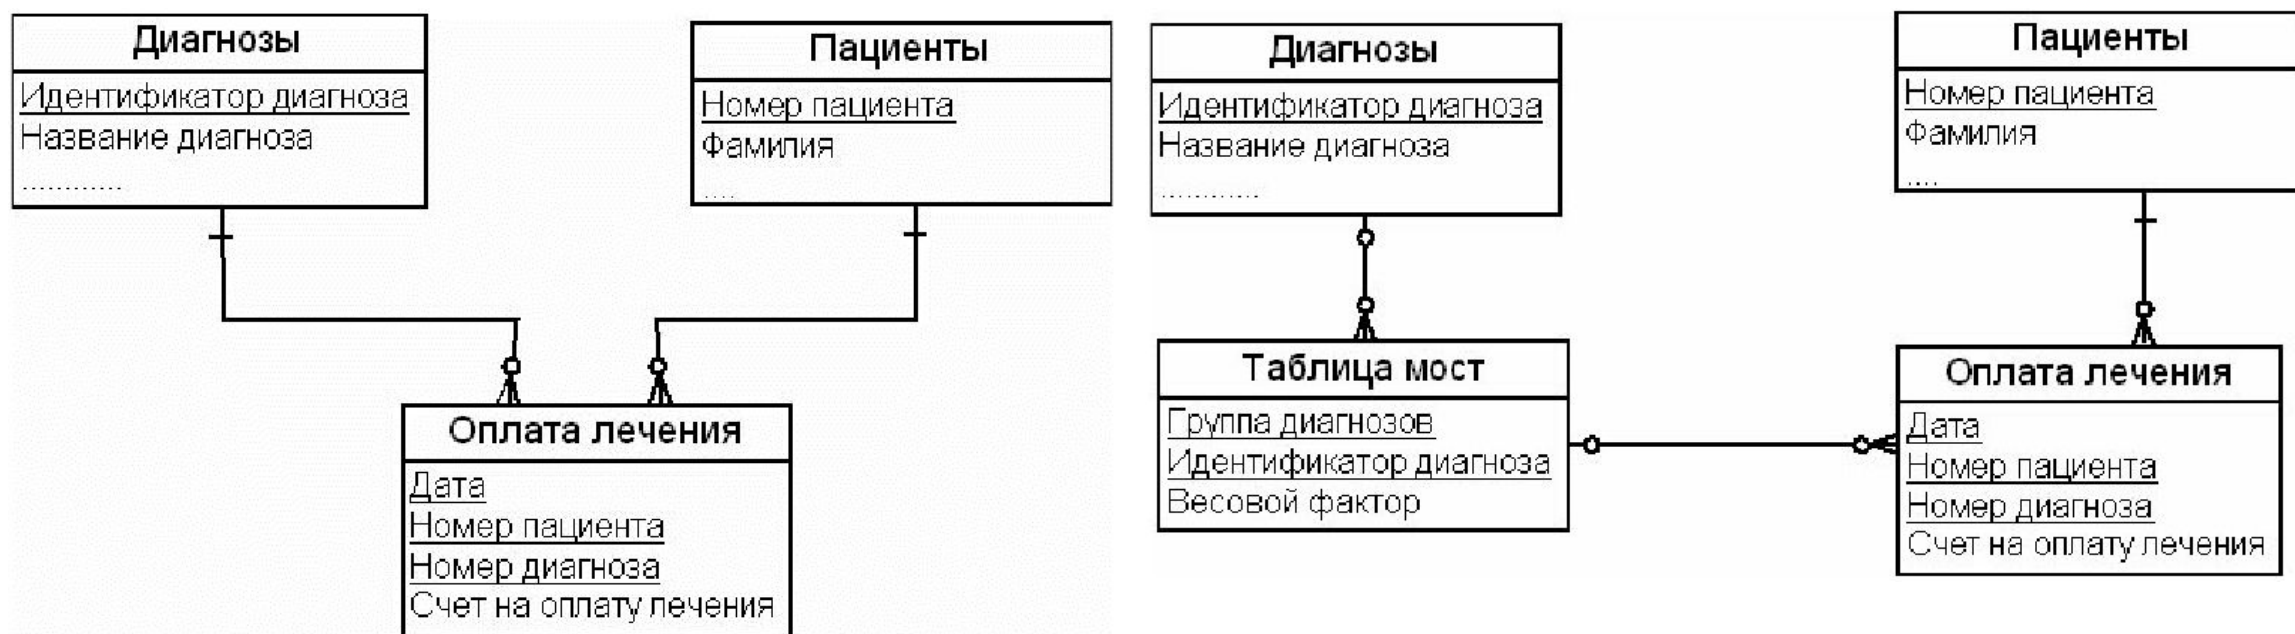 Диагнозы
Идентификатор диагноза
Название диагноза
............
Пациенты
Номер пациента
Фамилия
....
Оплата лечения
Дата
Номер пациента
Номер диагноза
Счет на оплату лечения
Диагнозы
Идентификатор диагноза
Название диагноза
............
Пациенты
Номер пациента
Фамилия
....
Таблица мост
Группа диагнозов
Идентификатор диагноза
Весовой фактор
Оплата лечения
Дата
Номер пациента
Номер диагноза
Счет на оплату лечения